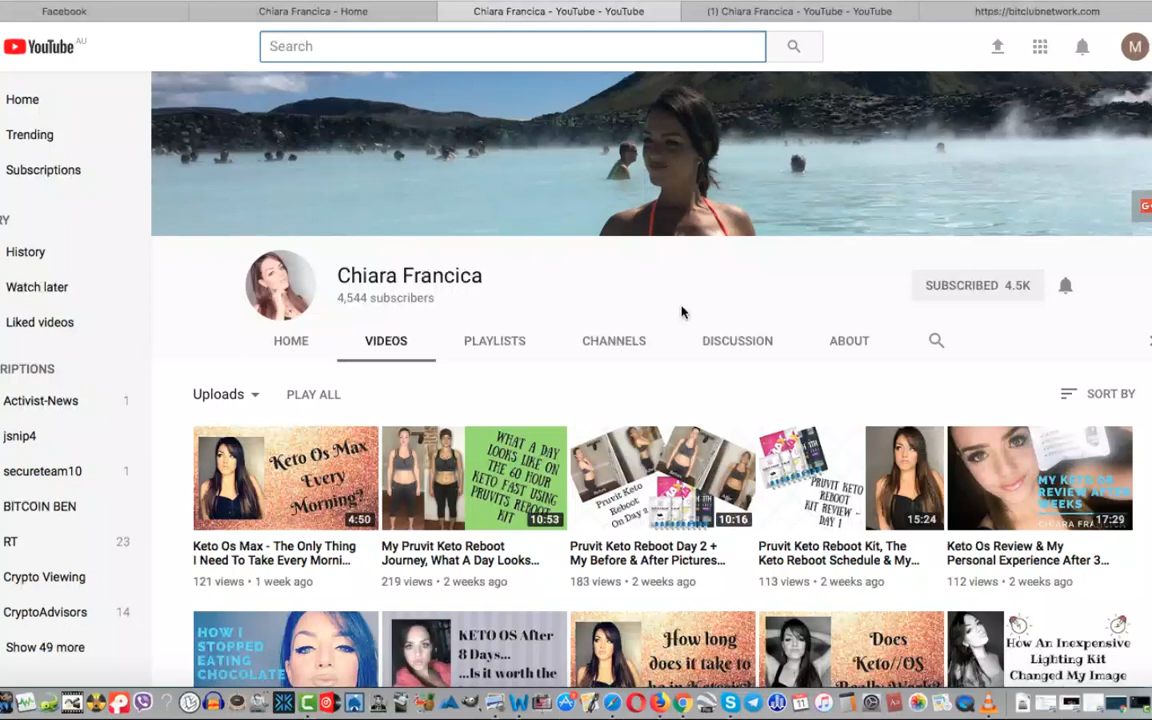 Facebook
Chiara Francica - Home
Chiara Francica - YouTube - YouTube
(1) Chiara Francica - YouTube - YouTube
https://bitclubnetwork.com
YouTube AU
Search
M
Home
Trending
Subscriptions
RY
History
Watch later
Liked videos
RIPTIONS
Activist-News 1
jsnip4
secureteam10 1
BITCOIN BEN
RT 23
Crypto Viewing
CryptoAdvisors 14
Show 49 more
G+
Chiara Francica
4,544 subscribers
SUBSCRIBED 4.5K
HOME
VIDEOS
PLAYLISTS
CHANNELS
DISCUSSION
ABOUT
Uploads
PLAY ALL
SORT BY
Keto Os Max
Every
Morning?
4:50
WHAT A DAY
LOOKS LIKE ON
THE 60 HOUR
KETO FAST USING
PRUVITS REBOOT
KIT
10:53
Pruvit Keto
Reboot
On Day 2
10:16
PRUVIT KETO
REBOOT
KIT REVIEW -
DAY 1
15:24
MY KETO OS
REVIEW AFTER
WEEKS
CHIARA FRA
17:29
Keto Os Max - The Only Thing
I Need To Take Every Morni...
121 views • 1 week ago
My Pruvit Keto Reboot
Journey, What A Day Looks...
219 views • 2 weeks ago
Pruvit Keto Reboot Day 2 +
My Before & After Pictures...
183 views • 2 weeks ago
Pruvit Keto Reboot Kit, The
Keto Reboot Schedule & My...
113 views • 2 weeks ago
Keto Os Review & My
Personal Experience After 3...
112 views • 2 weeks ago
HOW I
STOPPED
EATING
CHOCOLATE
KETO OS After
8 Days...
...Is it worth the
How long
does it take to
Does
Keto//OS
How An Inexpensive
Lighting Kit
Changed My Image